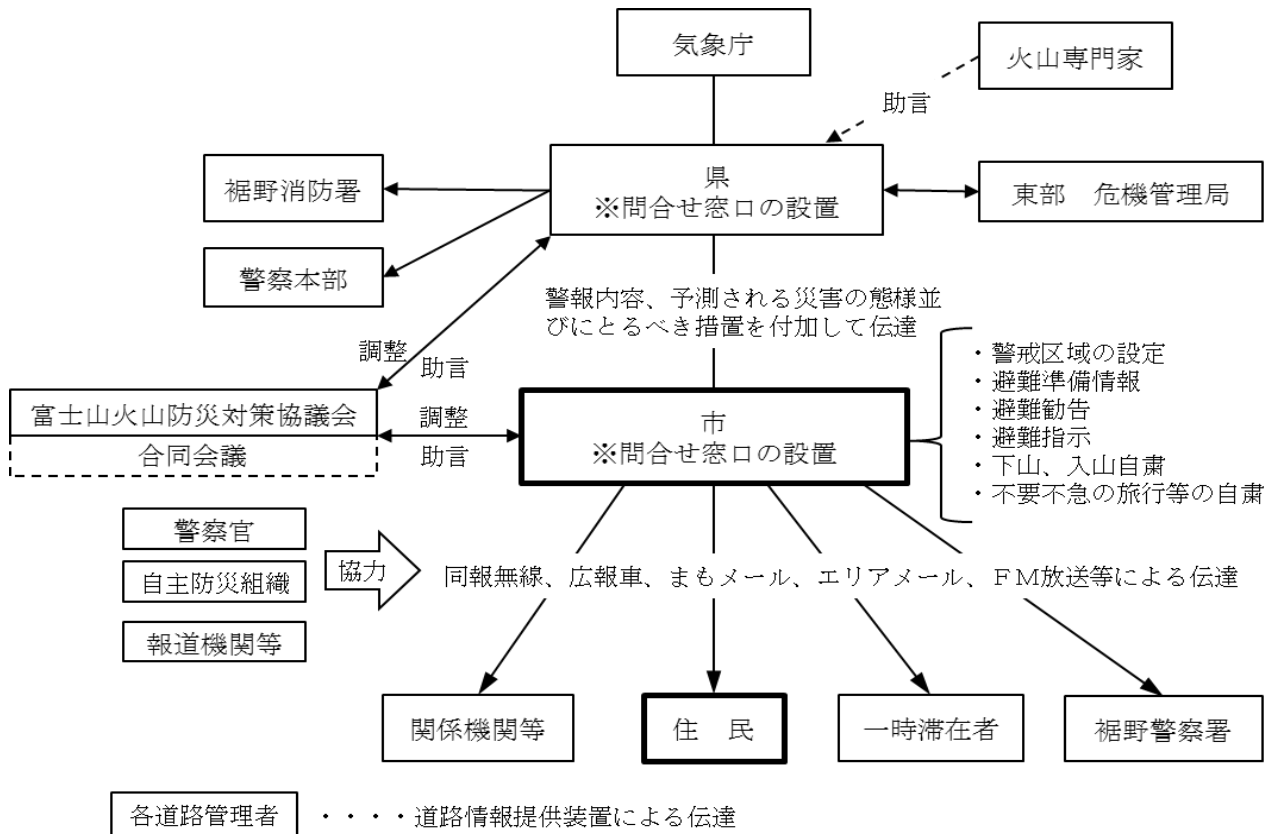 気象庁
火山専門家
助言
裾野消防署
県
※問合せ窓口の設置
東部　危機管理局
警察本部
警報内容、予測される災害の態様並
びにとるべき措置を付加して伝達
調整
助言
・警戒区域の設定
・避難準備情報
・避難勧告
・避難指示
・下山、入山自粛
・不要不急の旅行等の自粛
富士山火山防災対策協議会
合同会議
調整
助言
市
※問合せ窓口の設置
警察官
自主防災組織
報道機関等
協力
同報無線、広報車、まもメール、エリアメール、ＦＭ放送等による伝達
関係機関等
住　民
一時滞在者
裾野警察署
各道路管理者
・・・・道路情報提供装置による伝達